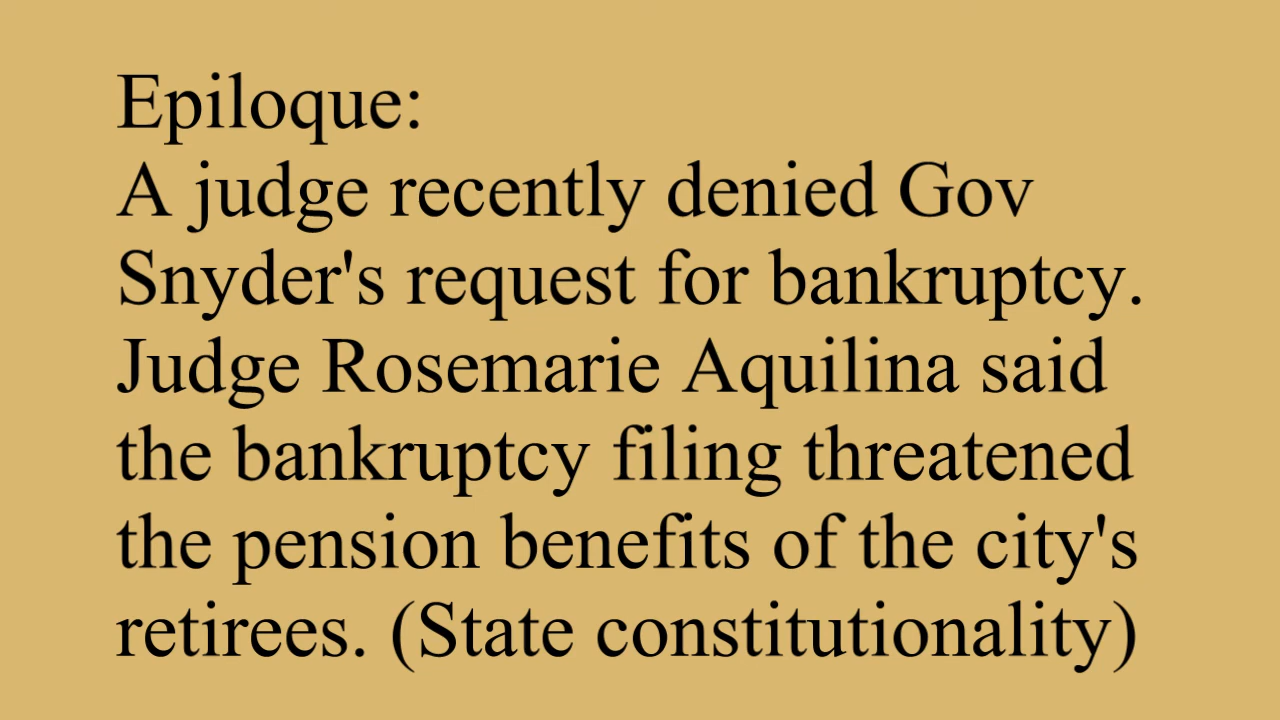 Epiloque:
A judge recently denied Gov
Snyder's request for bankruptcy.
Judge Rosemarie Aquilina said
the bankruptcy filing threatened
the pension benefits of the city's
retirees. (State constitutionality)